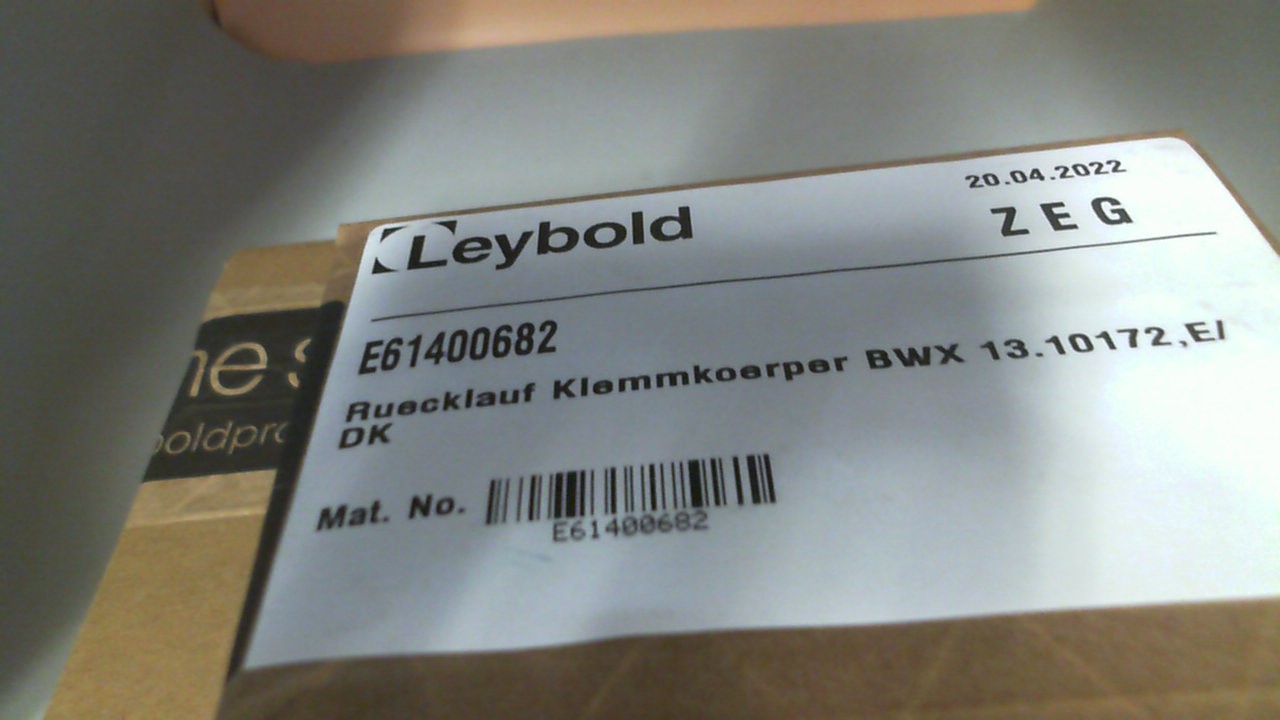 20.04.2022
Leybold
Z E G
E61400682
Ruecklauf Klemmkoerper BWX 13.10172,E/
DK
Mat. No.
E61400682